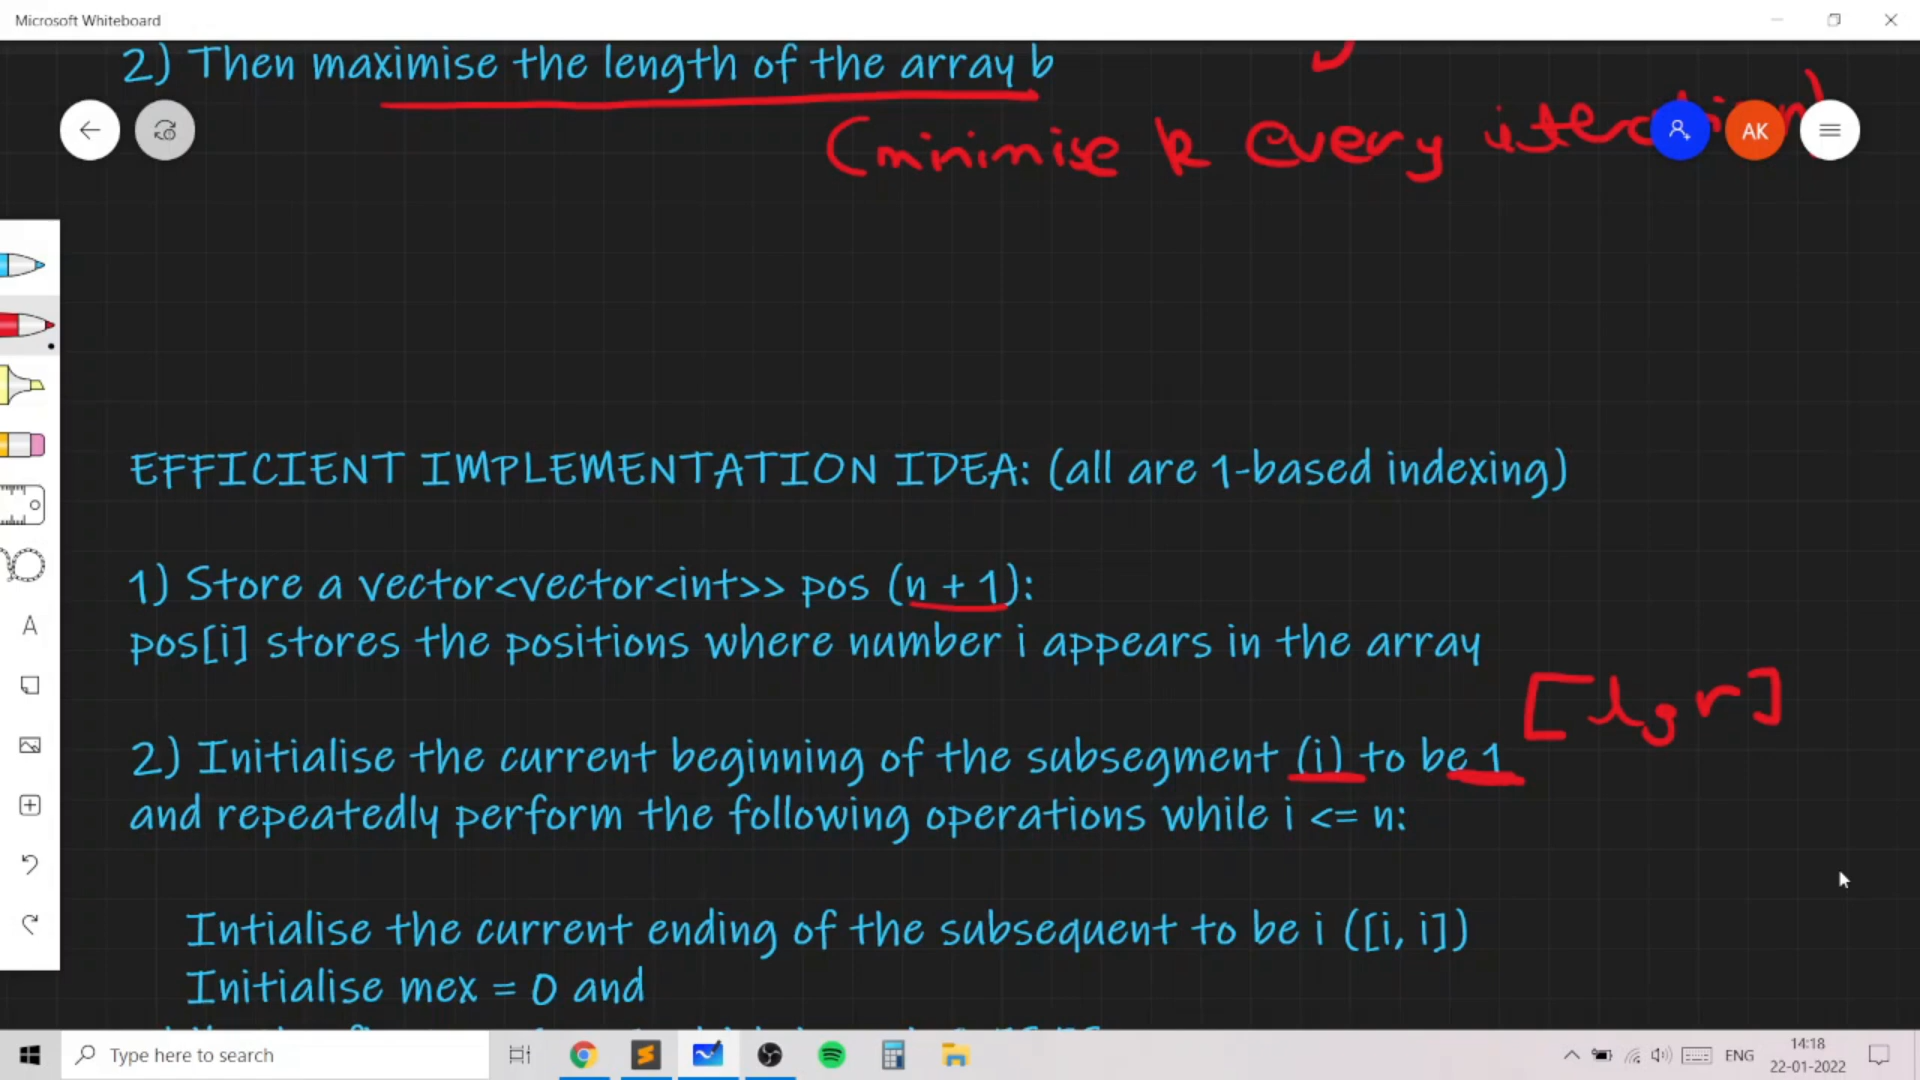 Microsoft Whiteboard
2) Then maximise the length of the array b
(minimise k every iteration)
AK
EFFICIENT IMPLEMENTATION IDEA: (all are 1-based indexing)
1) Store a vector<vector<int>> pos (n + 1):
pos[i] stores the positions where number i appears in the array
[l, r]
2) Initialise the current beginning of the subsegment (i) to be 1
and repeatedly perform the following operations while i <= n:
Intialise the current ending of the subsequent to be i ([i, i])
Initialise mex = 0 and
Type here to search
ENG
14:18
22-01-2022